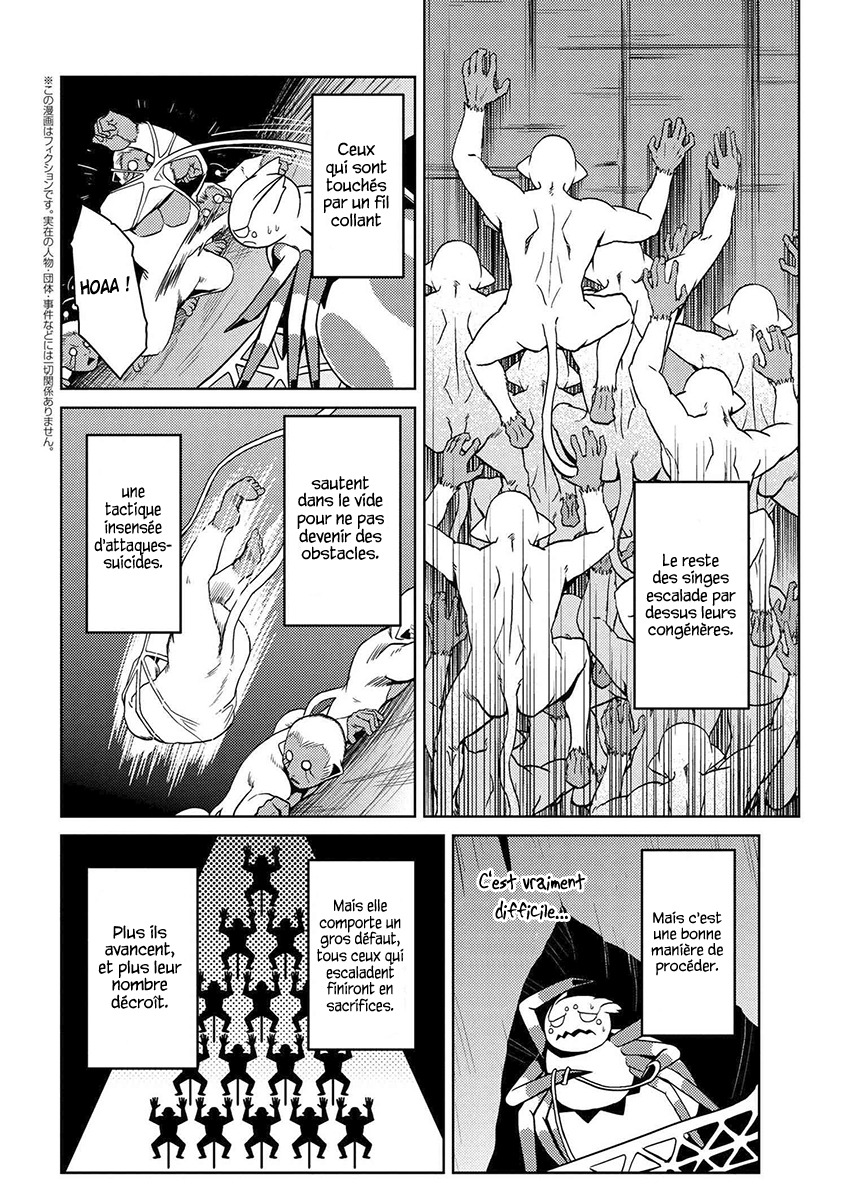 Le reste
des singes
escalade par
dessus leurs
congénères.
Ceux
qui sont
touchés
par un fil
collant
HOAA !
sautent
dans le vide
pour ne pas
devenir des
obstacles.
une
tactique
insensée
d'attaques-
suicides.
Mais c'est
une bonne
manière de
procéder.
C'est vraiment
difficile...
Mais elle
comporte un
gros défaut,
tous ceux qui
escaladent
finiront en
sacrifices.
Plus ils
avancent,
et plus leur
nombre
décroît.
※この漫画はフィクションです。実在の人物・団体・事件などには一切関係ありません。